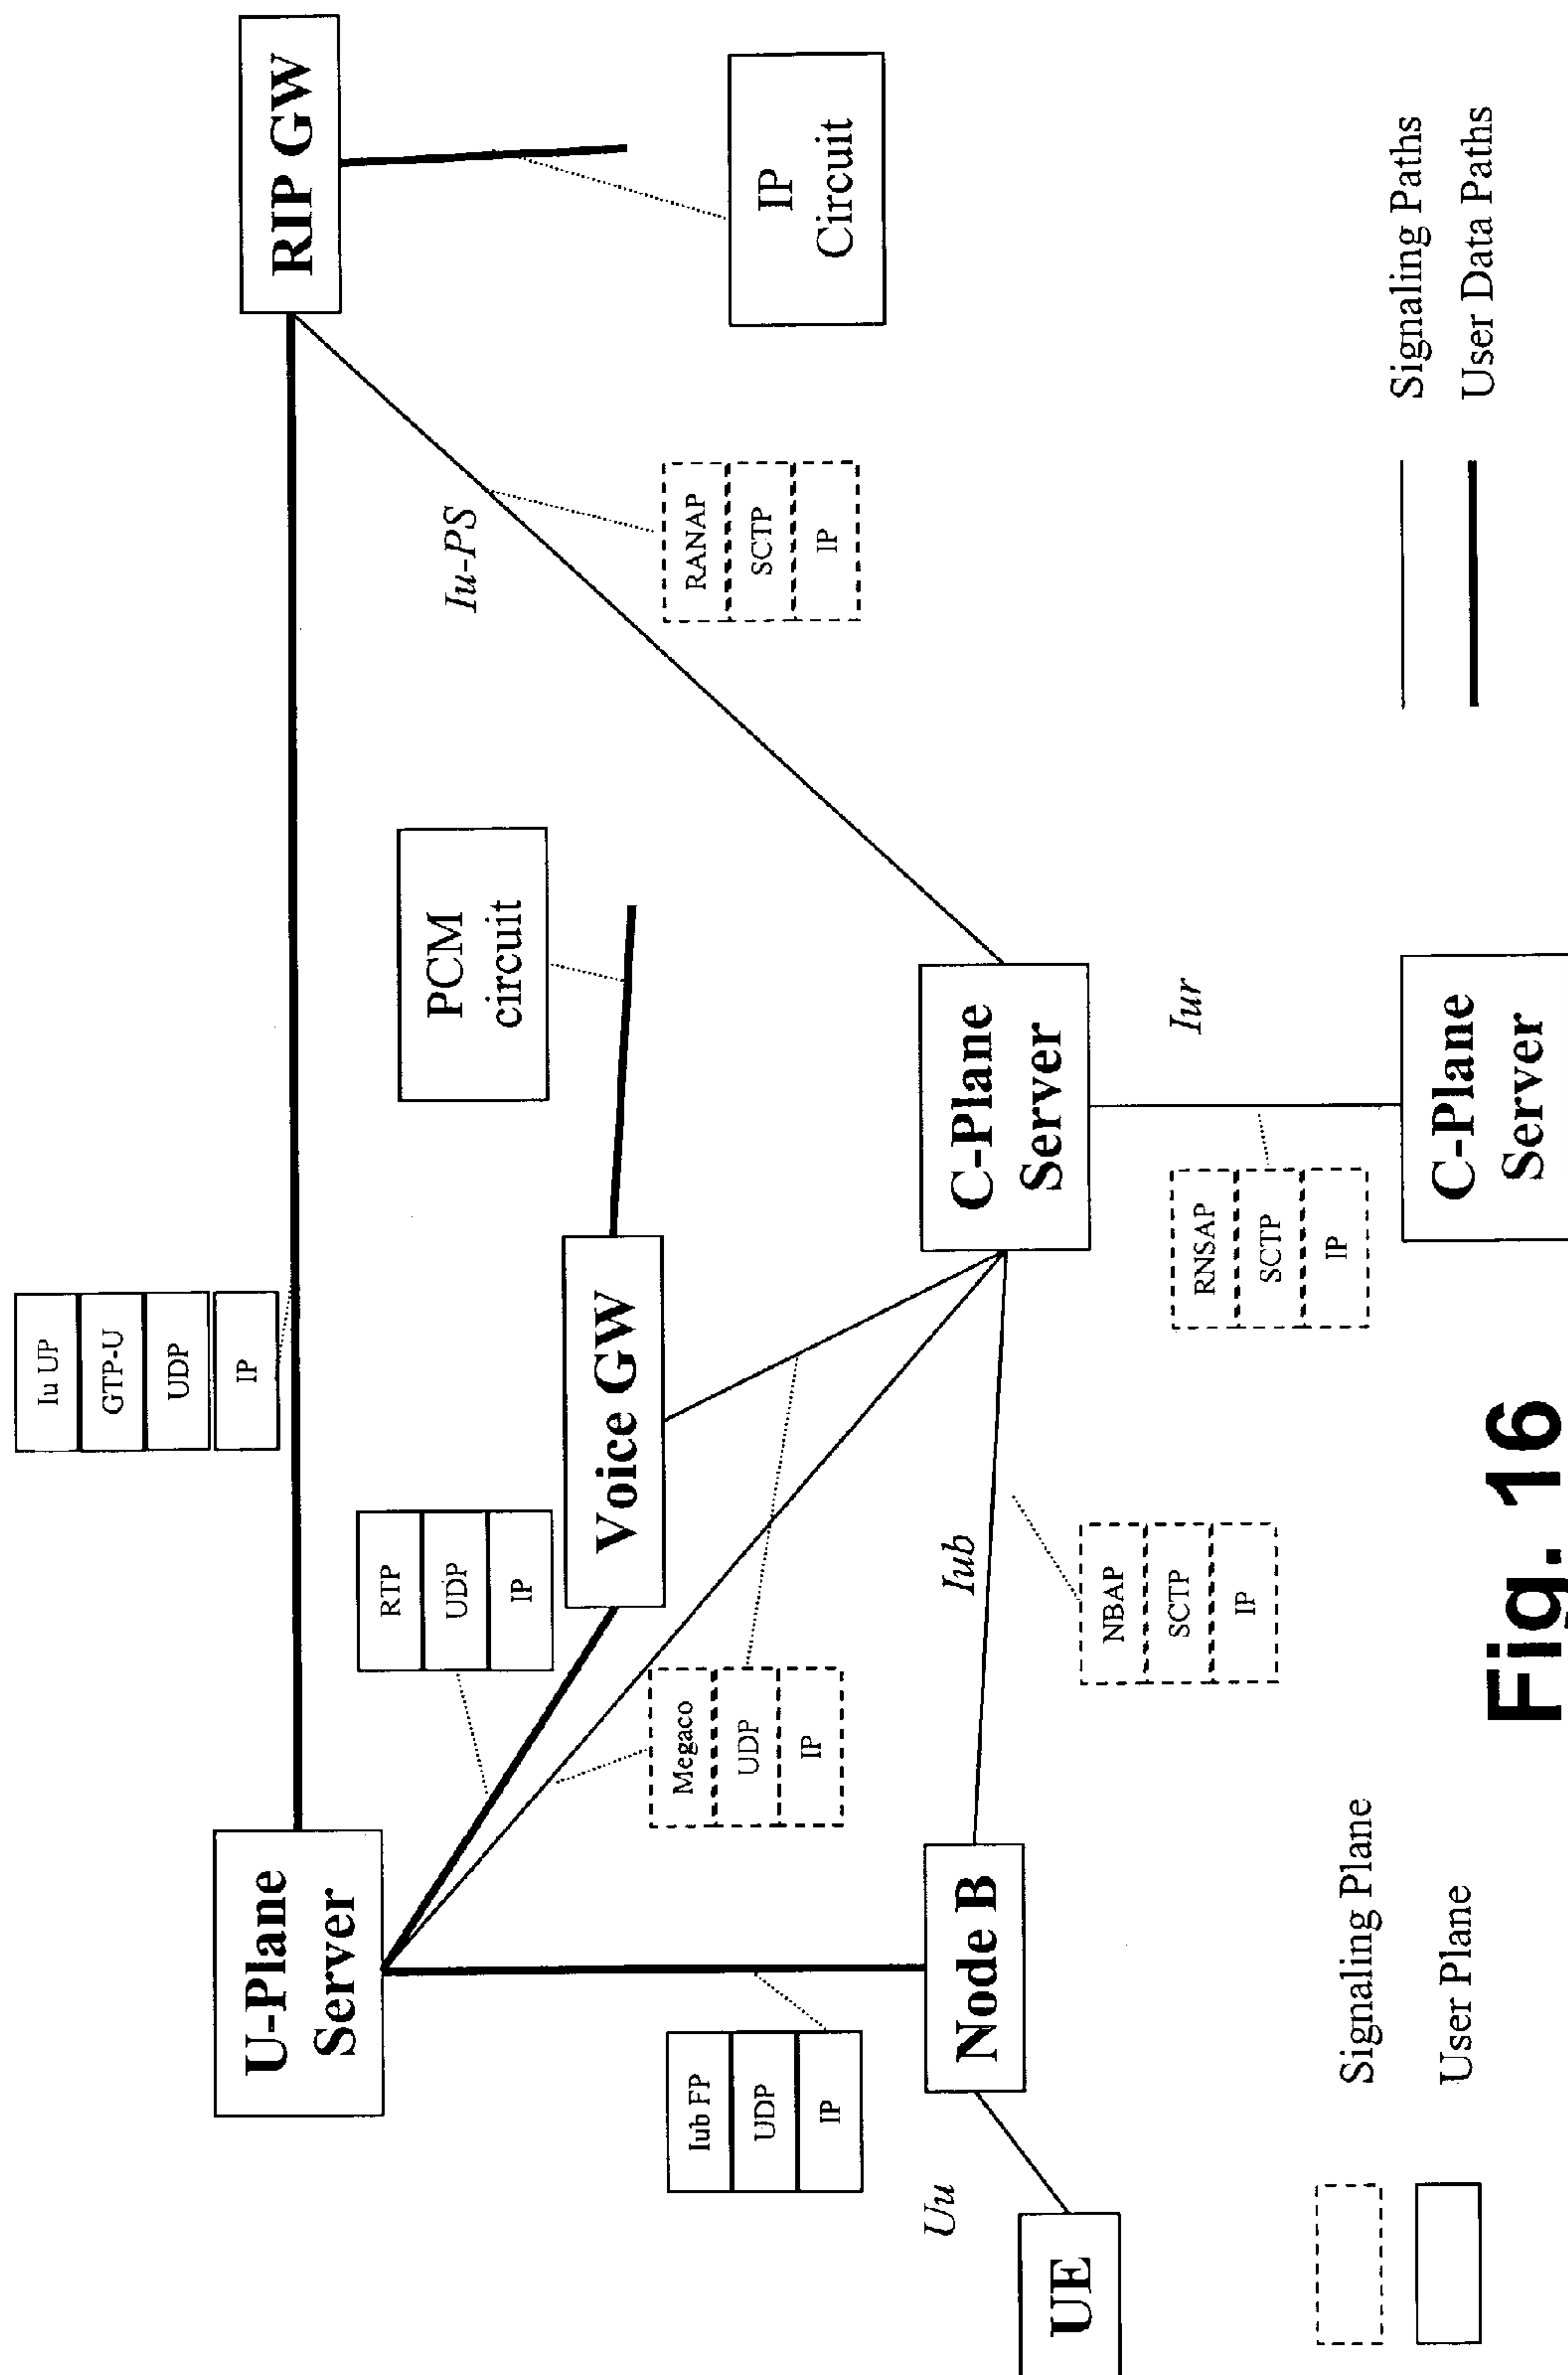 Iu UP
GTP-U
UDP
IP
U-Plane
Server
RIP GW
RTP
UDP
IP
PCM
circuit
Iu-PS
Voice GW
Iub FP
UDP
IP
Megaco
UDP
IP
RANAP
SCTP
IP
IP
Circuit
Uu
Node B
Iub
C-Plane
Server
UE
NBAP
SCTP
IP
RNSAP
SCTP
IP
Iur
Signaling Plane
User Plane
C-Plane
Server
Signaling Paths
User Data Paths
Fig. 16